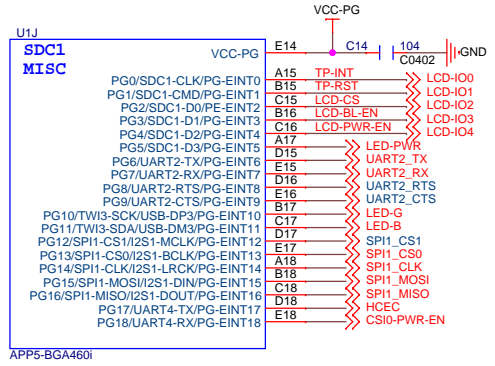 VCC-PG
U1J
SDC1
MISC
VCC-PG E14 C14 104 GND
C0402
PG0/SDC1-CLK/PG-EINT0 A15 TP-INT LCD-IO0
PG1/SDC1-CMD/PG-EINT1 B15 TP-RST LCD-IO1
PG2/SDC1-D0/PE-EINT2 C15 LCD-CS LCD-IO2
PG3/SDC1-D1/PG-EINT3 B16 LCD-BL-EN LCD-IO3
PG4/SDC1-D2/PG-EINT4 C16 LCD-PWR-EN LCD-IO4
PG5/SDC1-D3/PG-EINT5 A17 LED-PWR
PG6/UART2-TX/PG-EINT6 D15 UART2_TX
PG7/UART2-RX/PG-EINT7 E15 UART2_RX
PG8/UART2-RTS/PG-EINT8 D16 UART2_RTS
PG9/UART2-CTS/PG-EINT9 E16 UART2_CTS
PG10/TWI3-SCK/USB-DP3/PG-EINT10 B17 LED-G
PG11/TWI3-SDA/USB-DM3/PG-EINT11 C17 LED-B
PG12/SPI1-CS1/I2S1-MCLK/PG-EINT12 D17 SPI1_CS1
PG13/SPI1-CS0/I2S1-BCLK/PG-EINT13 E17 SPI1_CS0
PG14/SPI1-CLK/I2S1-LRCK/PG-EINT14 A18 SPI1_CLK
PG15/SPI1-MOSI/I2S1-DIN/PG-EINT15 B18 SPI1_MOSI
PG16/SPI1-MISO/I2S1-DOUT/PG-EINT16 C18 SPI1_MISO
PG17/UART4-TX/PG-EINT17 D18 HCEC
PG18/UART4-RX/PG-EINT18 E18 CSI0-PWR-EN
APP5-BGA460i